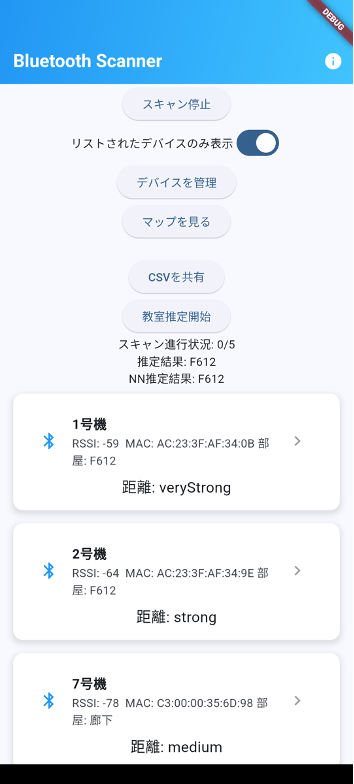 DEBUG
Bluetooth Scanner
スキャン停止
リストされたデバイスのみ表示
デバイスを管理
マップを見る
CSVを共有
教室推定開始
スキャン進行状況: 0/5
推定結果: F612
NN推定結果: F612
1号機
RSSI: -59 MAC: AC:23:3F:AF:34:0B 部
屋: F612
距離: veryStrong
2号機
RSSI: -64 MAC: AC:23:3F:AF:34:9E 部
屋: F612
距離: strong
7号機
RSSI: -78 MAC: C3:00:00:35:6D:98 部
屋: 廊下
距離: medium